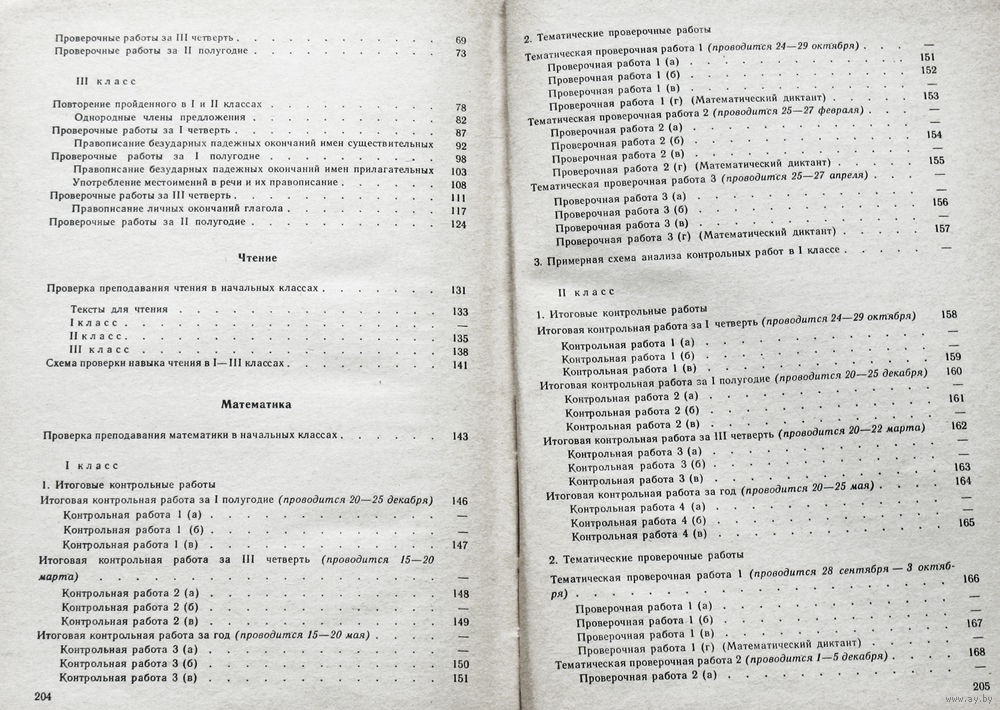 Проверочные работы за III четверть . . . . . . . . . . 69
Проверочные работы за II полугодие . . . . . . . . . . 73
III класс
Повторение пройденного в I и II классах . . . . . . . . . 78
Однородные члены предложения . . . . . . . . . . 82
Проверочные работы за I четверть . . . . . . . . . . . 87
Правописание безударных падежных окончаний имен существительных 92
Проверочные работы за I полугодие . . . . . . . . . . 98
Правописание безударных падежных окончаний имен прилагательных 103
Употребление местоимений в речи и их правописание . . . . . 108
Проверочные работы за III четверть . . . . . . . . . . 111
Правописание личных окончаний глагола . . . . . . . . 117
Проверочные работы за II полугодие . . . . . . . . . . 124
Чтение
Проверка преподавания чтения в начальных классах . . . . . . 131
Тексты для чтения . . . . . . . . . . . . . . 133
I класс . . . . . . . . . . . . . . . . —
II класс . . . . . . . . . . . . . . . . 135
III класс . . . . . . . . . . . . . . . 138
Схема проверки навыка чтения в I—III классах . . . . . . . . 141
Математика
Проверка преподавания математики в начальных классах . . . . . 143
I класс
1. Итоговые контрольные работы
Итоговая контрольная работа за I полугодие (проводится 20—25 декабря) 146
Контрольная работа 1 (а) . . . . . . . . . . . . —
Контрольная работа 1 (б) . . . . . . . . . . . . —
Контрольная работа 1 (в) . . . . . . . . . . . . 147
Итоговая контрольная работа за III четверть (проводится 15—20
марта) . . . . . . . . . . . . . . . . . —
Контрольная работа 2 (а) . . . . . . . . . . . . 148
Контрольная работа 2 (б) . . . . . . . . . . . . —
Контрольная работа 2 (в) . . . . . . . . . . . . 149
Итоговая контрольная работа за год (проводится 15—20 мая) . . . . —
Контрольная работа 3 (а) . . . . . . . . . . . . —
Контрольная работа 3 (б) . . . . . . . . . . . . 150
Контрольная работа 3 (в) . . . . . . . . . . . . 151
204
2. Тематические проверочные работы
Тематическая проверочная работа 1 (проводится 24—29 октября) . . . —
Проверочная работа 1 (а) . . . . . . . . . . . . 151
Проверочная работа 1 (б) . . . . . . . . . . . . 152
Проверочная работа 1 (в) . . . . . . . . . . . . —
Проверочная работа 1 (г) (Математический диктант) . . . . . 153
Тематическая проверочная работа 2 (проводится 25—27 февраля) . . . —
Проверочная работа 2 (а) . . . . . . . . . . . . —
Проверочная работа 2 (б) . . . . . . . . . . . . 154
Проверочная работа 2 (в) . . . . . . . . . . . . —
Проверочная работа 2 (г) (Математический диктант) . . . . . 155
Тематическая проверочная работа 3 (проводится 25—27 апреля) . . . —
Проверочная работа 3 (а) . . . . . . . . . . . . —
Проверочная работа 3 (б) . . . . . . . . . . . . 156
Проверочная работа 3 (в) . . . . . . . . . . . . —
Проверочная работа 3 (г) (Математический диктант) . . . . . 157
3. Примерная схема анализа контрольных работ в I классе . . . . . —
II класс
1. Итоговые контрольные работы
Итоговая контрольная работа за I четверть (проводится 24—29 октября) 158
Контрольная работа 1 (а) . . . . . . . . . . . . —
Контрольная работа 1 (б) . . . . . . . . . . . . —
Контрольная работа 1 (в) . . . . . . . . . . . . 159
Итоговая контрольная работа за I полугодие (проводится 20—25 декабря) 160
Контрольная работа 2 (а) . . . . . . . . . . . . —
Контрольная работа 2 (б) . . . . . . . . . . . . 161
Контрольная работа 2 (в) . . . . . . . . . . . . —
Итоговая контрольная работа за III четверть (проводится 20—22 марта) 162
Контрольная работа 3 (а) . . . . . . . . . . . . —
Контрольная работа 3 (б) . . . . . . . . . . . . —
Контрольная работа 3 (в) . . . . . . . . . . . . 163
Итоговая контрольная работа за год (проводится 20—25 мая) . . . . 164
Контрольная работа 4 (а) . . . . . . . . . . . . —
Контрольная работа 4 (б) . . . . . . . . . . . . —
Контрольная работа 4 (в) . . . . . . . . . . . . 165
2. Тематические проверочные работы
Тематическая проверочная работа 1 (проводится 28 сентября — 3 октяб-
ря) . . . . . . . . . . . . . . . . . . 166
Проверочная работа 1 (а) . . . . . . . . . . . . —
Проверочная работа 1 (б) . . . . . . . . . . . . —
Проверочная работа 1 (в) . . . . . . . . . . . . 167
Проверочная работа 1 (г) (Математический диктант) . . . . . —
Тематическая проверочная работа 2 (проводится 1—5 декабря) . . . . 168
Проверочная работа 2 (а) . . . . . . . . . . . . —
205
www.ay.by